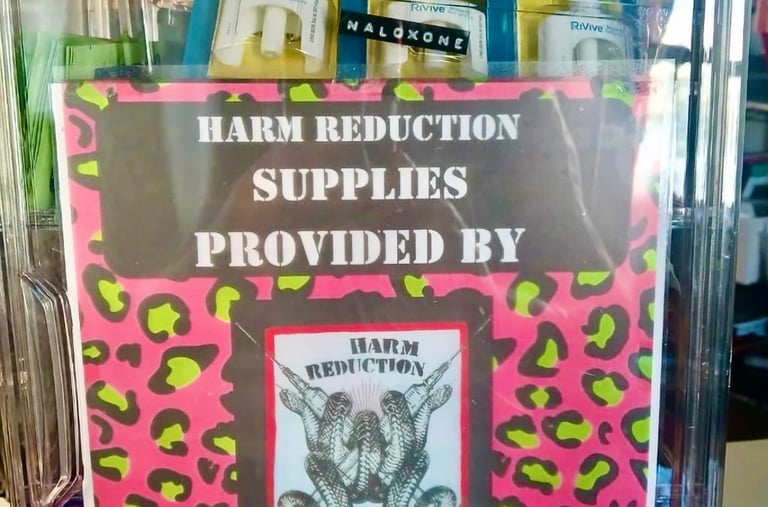 RiVive
RiVive
NALOXONE
HARM REDUCTION
SUPPLIES
PROVIDED BY
HARM
REDUCTION